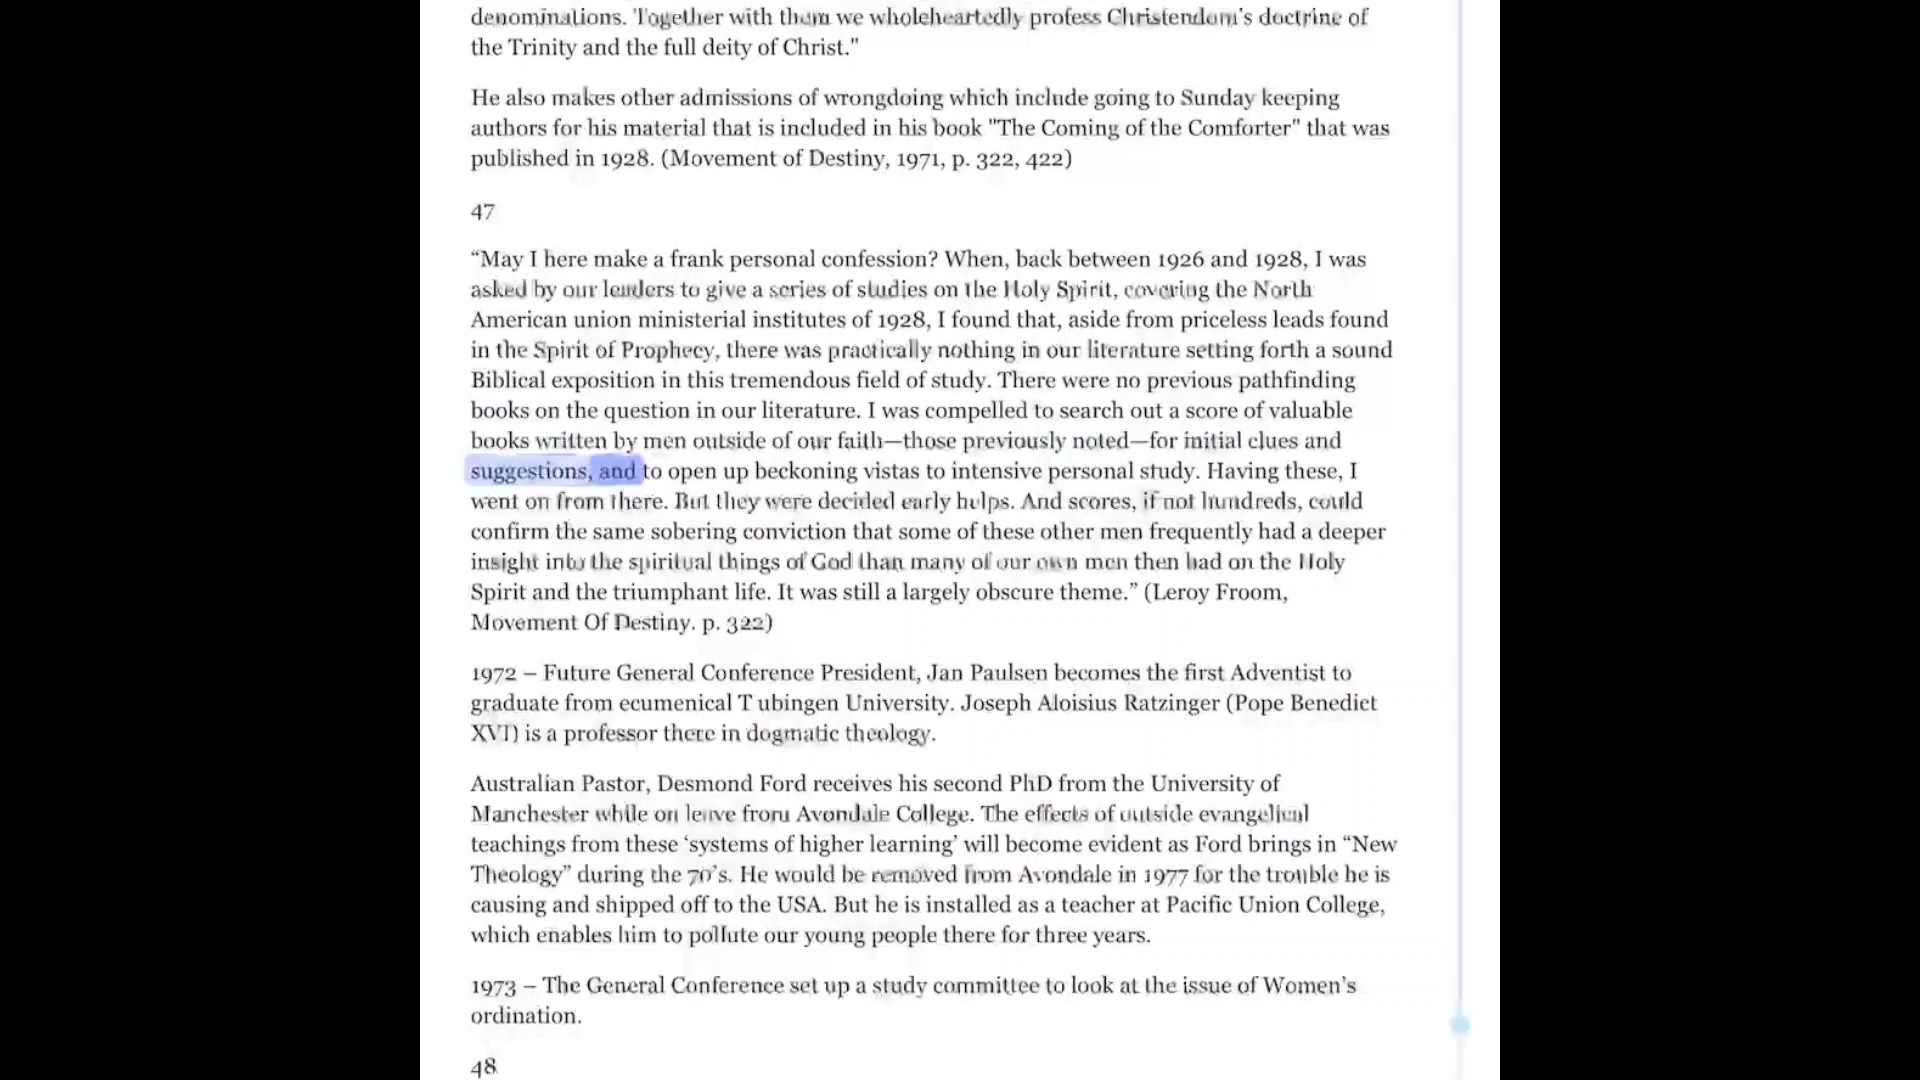 denominations. Together with them we wholeheartedly profess Christendom's doctrine of
the Trinity and the full deity of Christ."
He also makes other admissions of wrongdoing which include going to Sunday keeping
authors for his material that is included in his book "The Coming of the Comforter" that was
published in 1928. (Movement of Destiny, 1971, p. 322, 422)
47
“May I here make a frank personal confession? When, back between 1926 and 1928, I was
asked by our leaders to give a series of studies on the Holy Spirit, covering the North
American union ministerial institutes of 1928, I found that, aside from priceless leads found
in the Spirit of Prophecy, there was practically nothing in our literature setting forth a sound
Biblical exposition in this tremendous field of study. There were no previous pathfinding
books on the question in our literature. I was compelled to search out a score of valuable
books written by men outside of our faith—those previously noted—for initial clues and
suggestions, and to open up beckoning vistas to intensive personal study. Having these, I
went on from there. But they were decided early helps. And scores, if not hundreds, could
confirm the same sobering conviction that some of these other men frequently had a deeper
insight into the spiritual things of God than many of our own men then had on the Holy
Spirit and the triumphant life. It was still a largely obscure theme.” (Leroy Froom,
Movement Of Destiny. p. 322)
1972 – Future General Conference President, Jan Paulsen becomes the first Adventist to
graduate from ecumenical T ubingen University. Joseph Aloisius Ratzinger (Pope Benedict
XVI) is a professor there in dogmatic theology.
Australian Pastor, Desmond Ford receives his second PhD from the University of
Manchester while on leave from Avondale College. The effects of outside evangelical
teachings from these ‘systems of higher learning’ will become evident as Ford brings in “New
Theology” during the 70’s. He would be removed from Avondale in 1977 for the trouble he is
causing and shipped off to the USA. But he is installed as a teacher at Pacific Union College,
which enables him to pollute our young people there for three years.
1973 – The General Conference set up a study committee to look at the issue of Women’s
ordination.
48